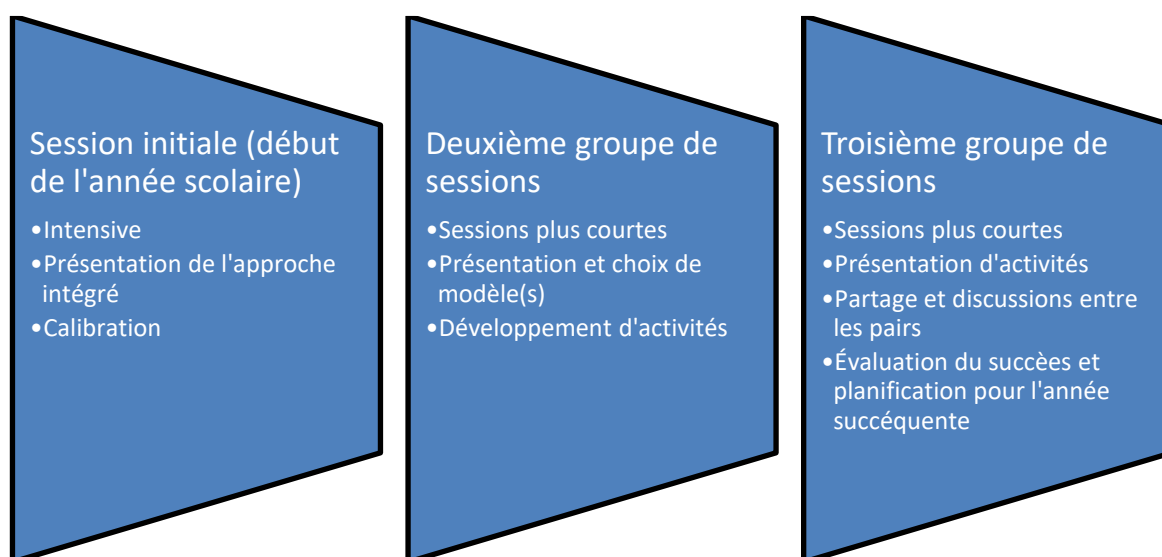 Session initiale (début
de l'année scolaire)
•Intensive
•Présentation de l'approche
intégré
•Calibration
Deuxième groupe de
sessions
•Sessions plus courtes
•Présentation et choix de
modèle(s)
•Développement d'activités
Troisième groupe de
sessions
•Sessions plus courtes
•Présentation d'activités
•Partage et discussions entre
les pairs
•Évaluation du succèes et
planification pour l'année
succéquente